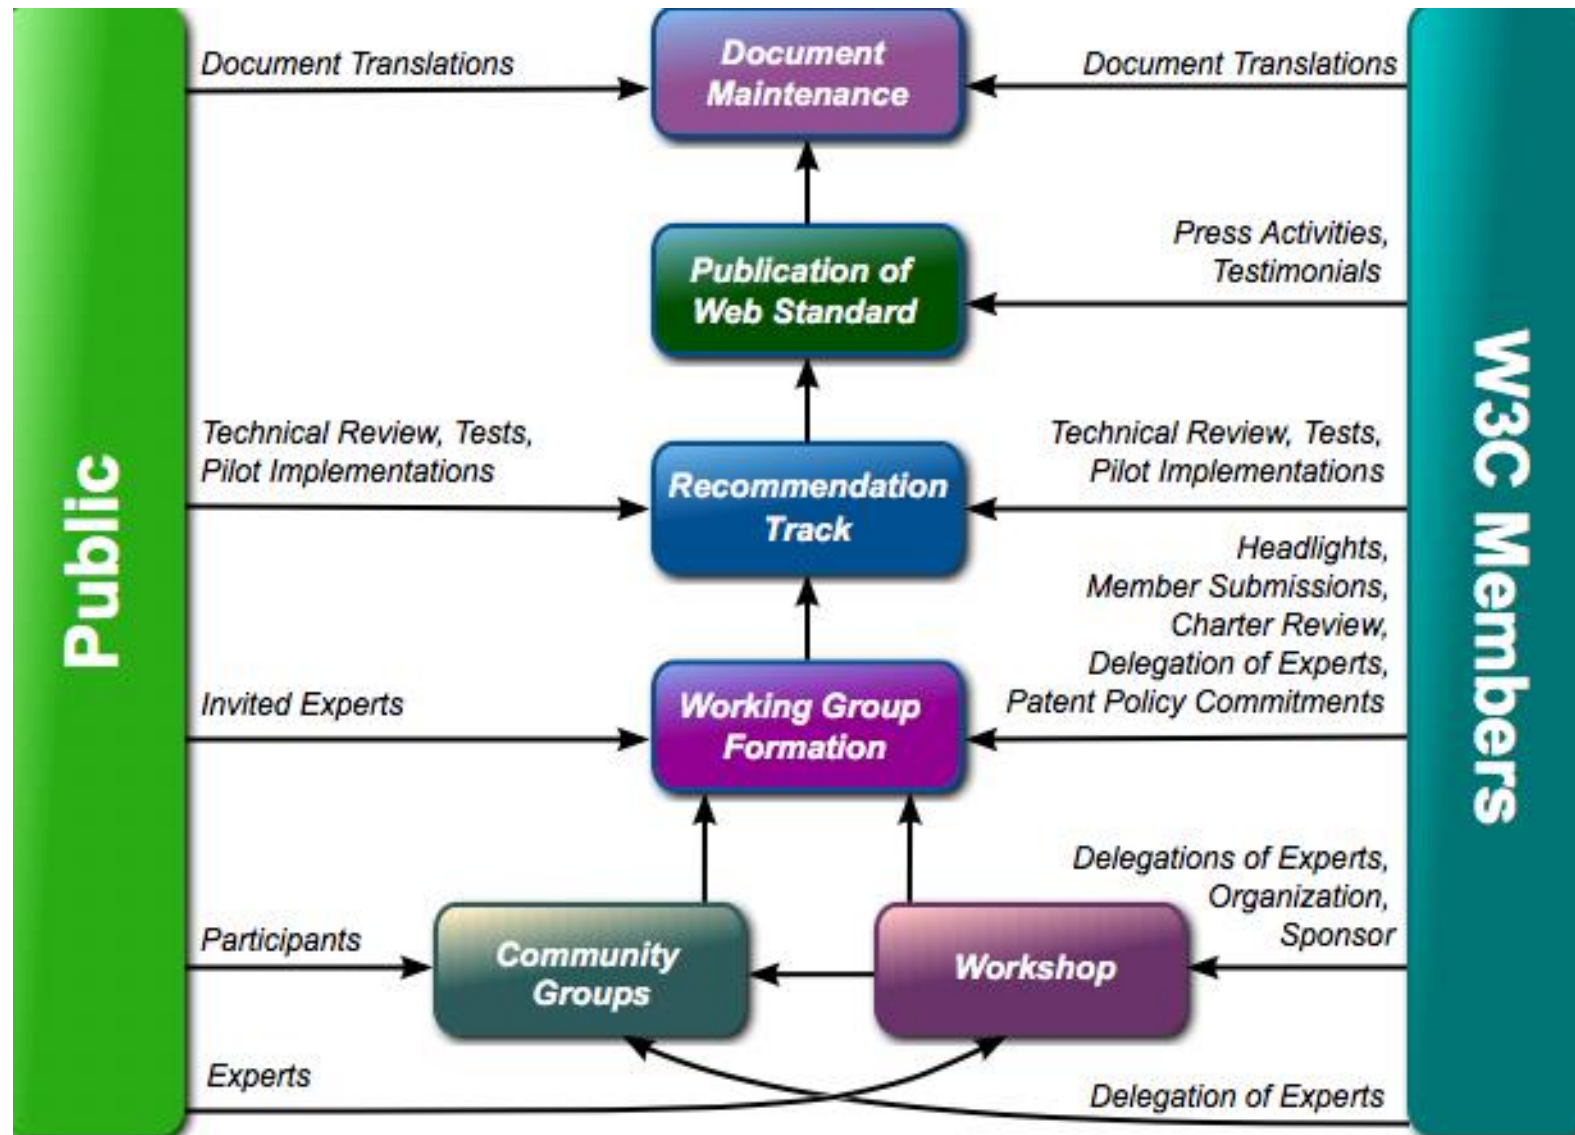 Document Translations
Document
Maintenance
Document Translations
Press Activities,
Testimonials
Publication of
Web Standard
Technical Review, Tests,
Pilot Implementations
Recommendation
Track
Technical Review, Tests,
Pilot Implementations
Public
W3C Members
Headlights,
Member Submissions,
Charter Review,
Delegation of Experts,
Patent Policy Commitments
Invited Experts
Working Group
Formation
Delegations of Experts,
Organization,
Sponsor
Participants
Community
Groups
Workshop
Experts
Delegation of Experts